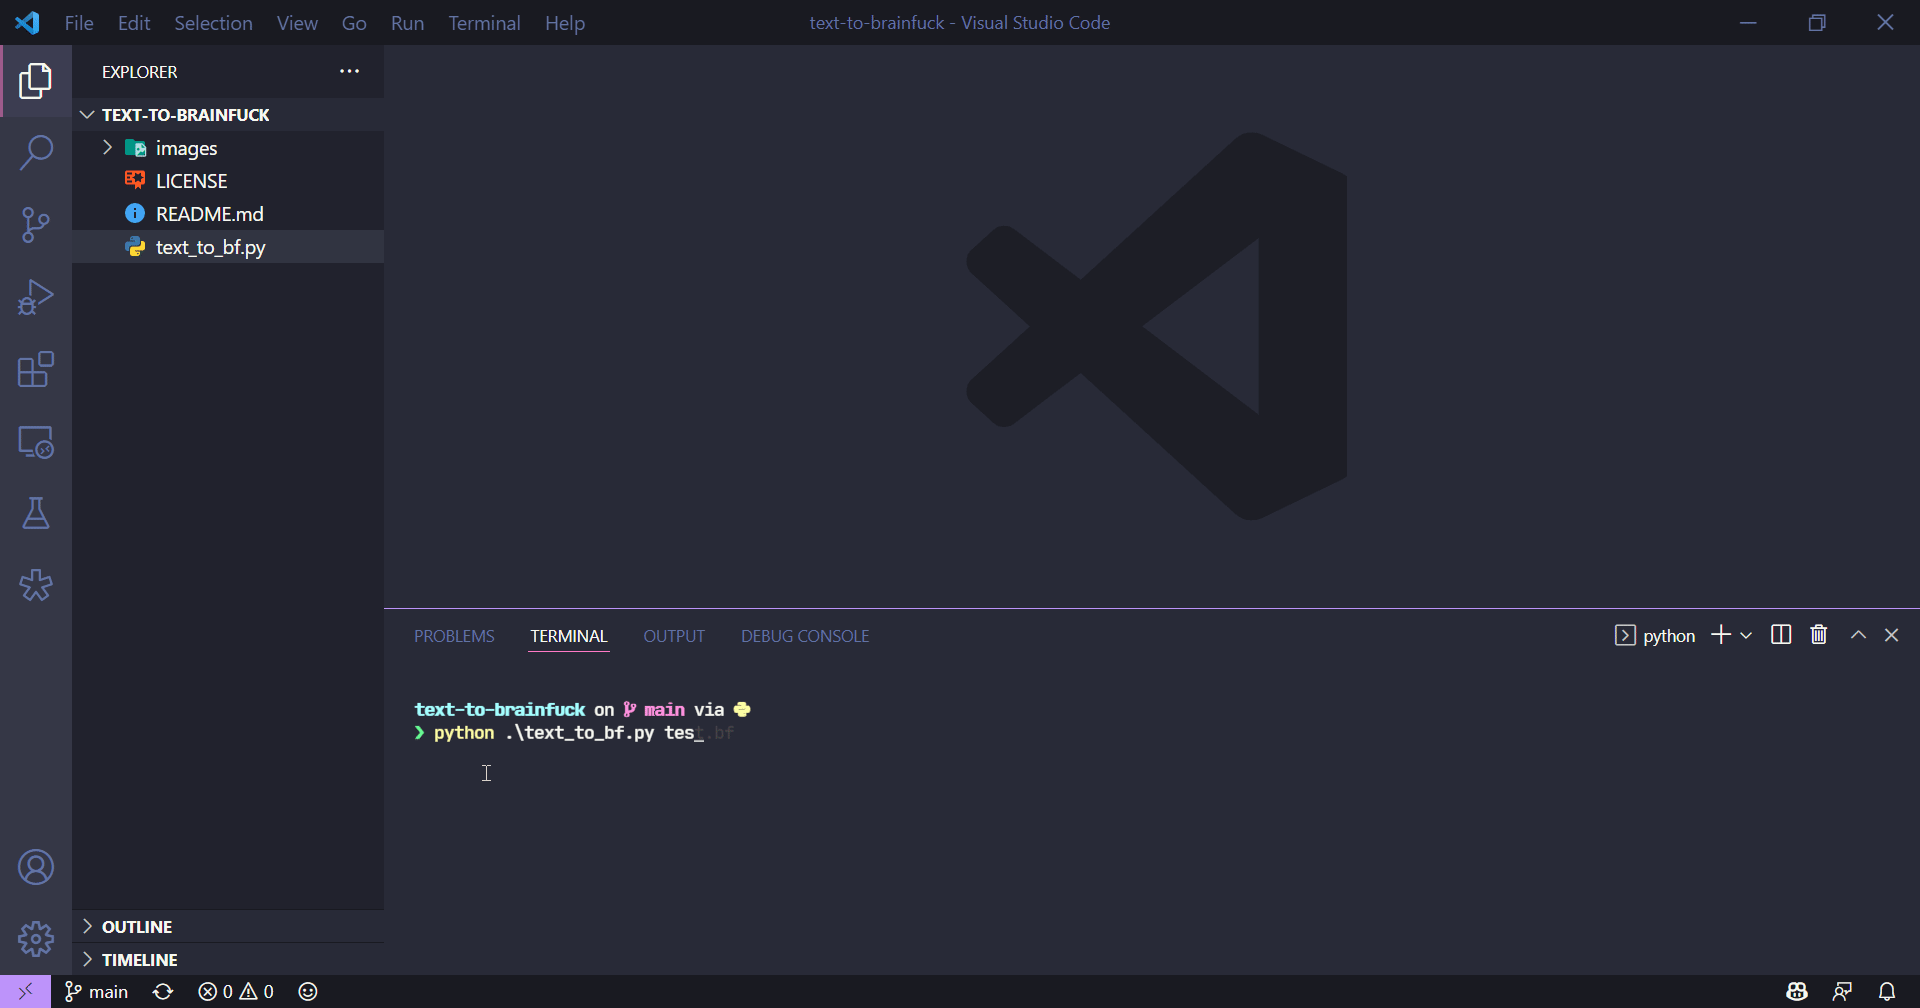 File Edit Selection View Go Run Terminal Help
text-to-brainfuck - Visual Studio Code
EXPLORER
TEXT-TO-BRAINFUCK
images
LICENSE
README.md
text_to_bf.py
OUTLINE
TIMELINE
PROBLEMS TERMINAL OUTPUT DEBUG CONSOLE
python
text-to-brainfuck on main via
❯ python .\text_to_bf.py test.bf
main 0 0